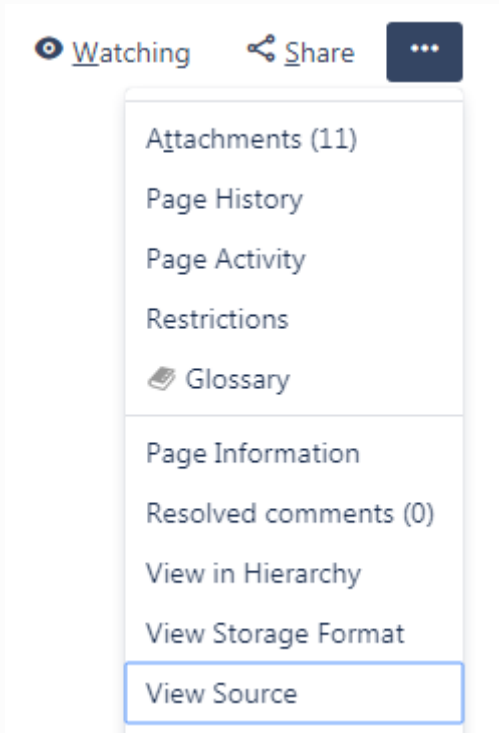 Watching Share •••
Attachments (11)
Page History
Page Activity
Restrictions
Glossary
Page Information
Resolved comments (0)
View in Hierarchy
View Storage Format
View Source